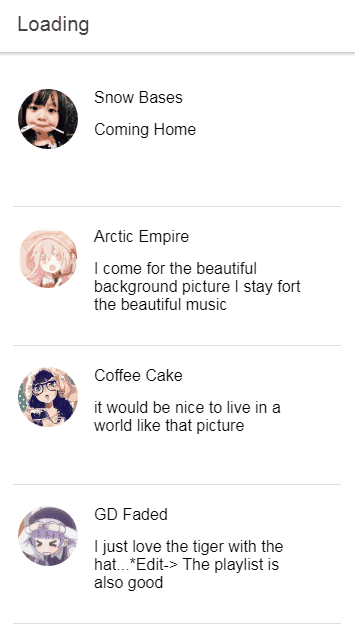 Loading
Snow Bases
Coming Home
Arctic Empire
I come for the beautiful
background picture I stay fort
the beautiful music
Coffee Cake
it would be nice to live in a
world like that picture
GD Faded
I just love the tiger with the
hat...*Edit-> The playlist is
also good